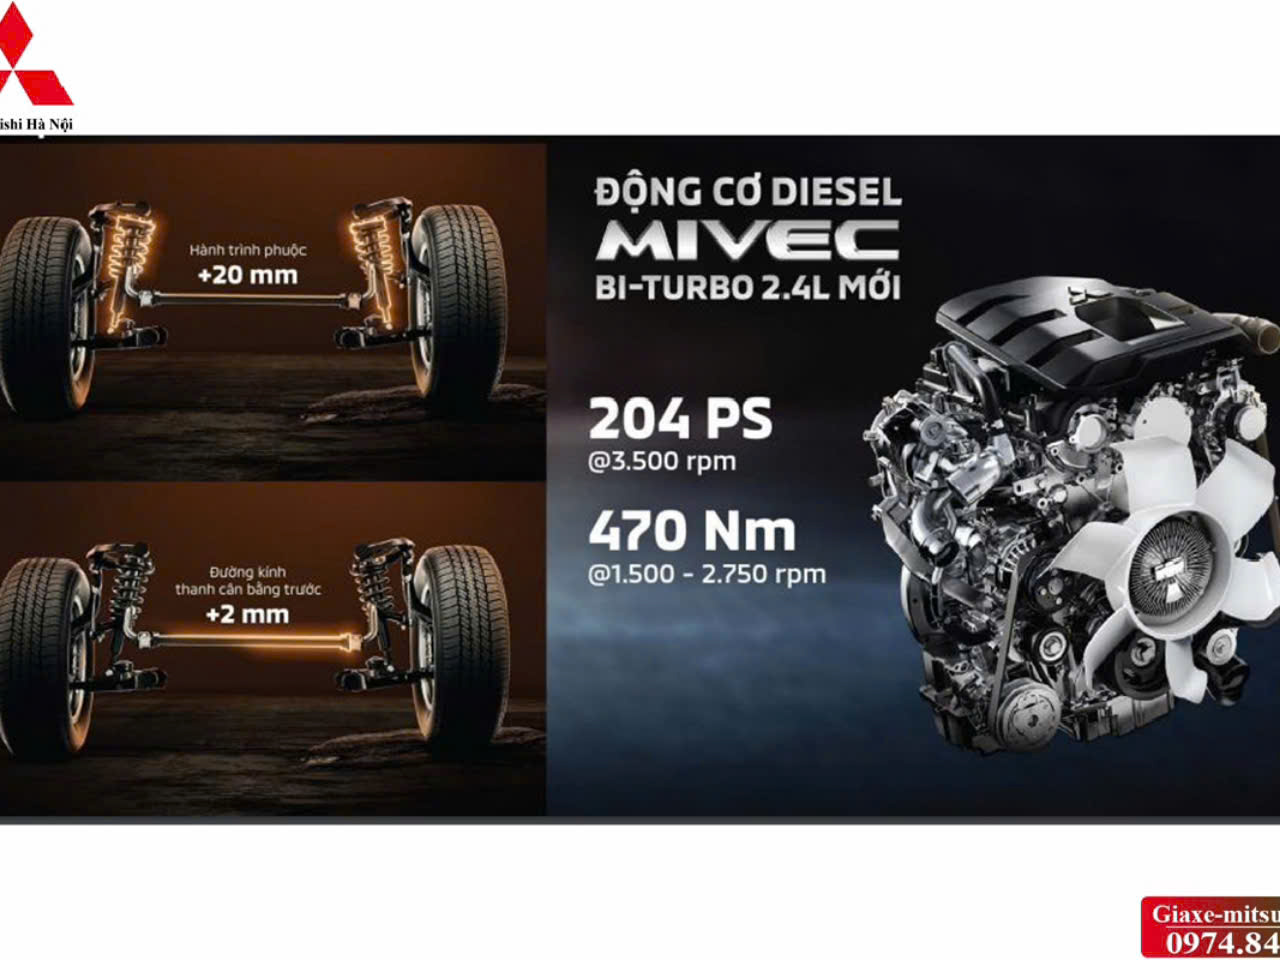 ishi Hà Nội
Hành trình phuộc
+20 mm
Đường kính
thanh cân bằng trước
+2 mm
ĐỘNG CƠ DIESEL
MIVEC
BI-TURBO 2.4L MỚI
204 PS
@3.500 rpm
470 Nm
@1.500 - 2.750 rpm
Giaxe-mitsu
0974.84